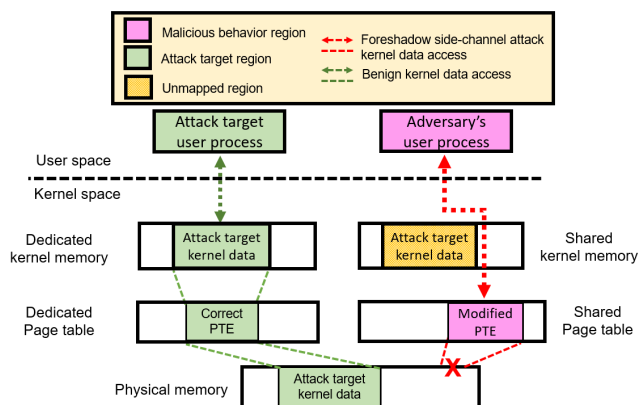 Malicious behavior region
Attack target region
Unmapped region
Foreshadow side-channel attack
kernel data access
Benign kernel data access
Attack target
user process
Adversary's
user process
User space
Kernel space
Dedicated
kernel memory
Attack target
kernel data
Attack target
kernel data
Shared
kernel memory
Dedicated
Page table
Correct
PTE
Modified
PTE
Shared
Page table
X
Physical memory
Attack target
kernel data